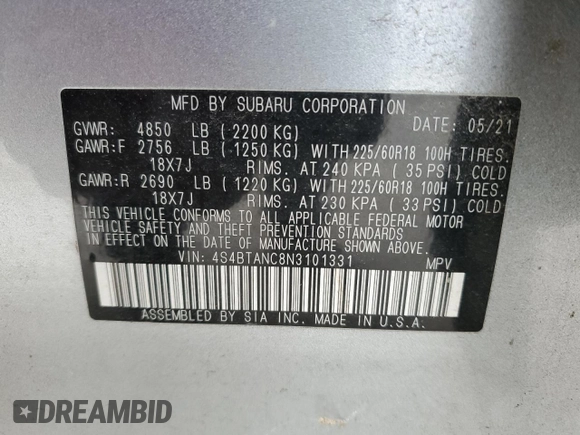 MFD BY SUBARU CORPORATION
GVWR: 4850 LB (2200 KG) DATE: 05/21
GAWR:F 2756 LB (1250 KG) WITH 225/60R18 100H TIRES.
18X7J RIMS. AT 240 KPA ( 35 PSI) COLD
GAWR:R 2690 LB (1220 KG) WITH 225/60R18 100H TIRES.
18X7J RIMS. AT 230 KPA ( 33 PSI) COLD
THIS VEHICLE CONFORMS TO ALL APPLICABLE FEDERAL MOTOR
VEHICLE SAFETY AND THEFT PREVENTION STANDARDS
IN EFFECT ON THE DATE OF MANUFACTURE SHOWN ABOVE.
VIN: 4S4BTANC8N3101331 MPV
ASSEMBLED BY SIA INC. MADE IN U.S.A.
DREAMBID